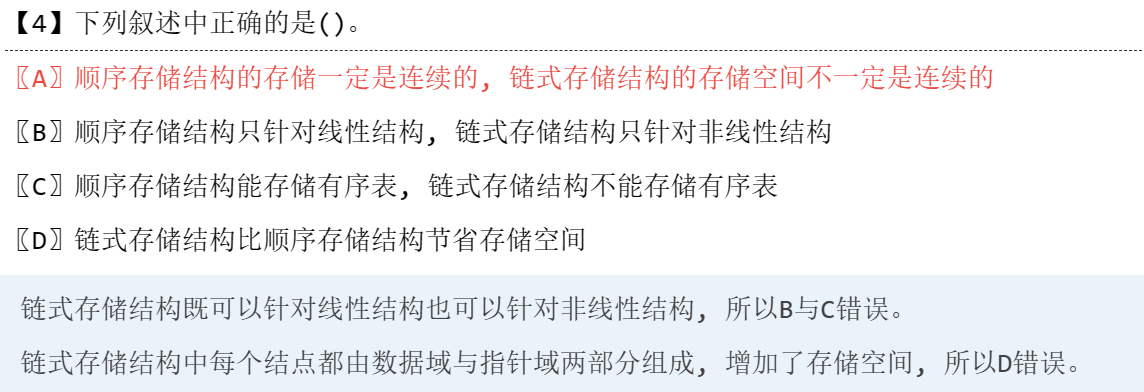 【4】下列叙述中正确的是()。
〖A〗顺序存储结构的存储一定是连续的, 链式存储结构的存储空间不一定是连续的
〖B〗顺序存储结构只针对线性结构, 链式存储结构只针对非线性结构
〖C〗顺序存储结构能存储有序表, 链式存储结构不能存储有序表
〖D〗链式存储结构比顺序存储结构节省存储空间
链式存储结构既可以针对线性结构也可以针对非线性结构, 所以B与C错误。
链式存储结构中每个结点都由数据域与指针域两部分组成, 增加了存储空间, 所以D错误。